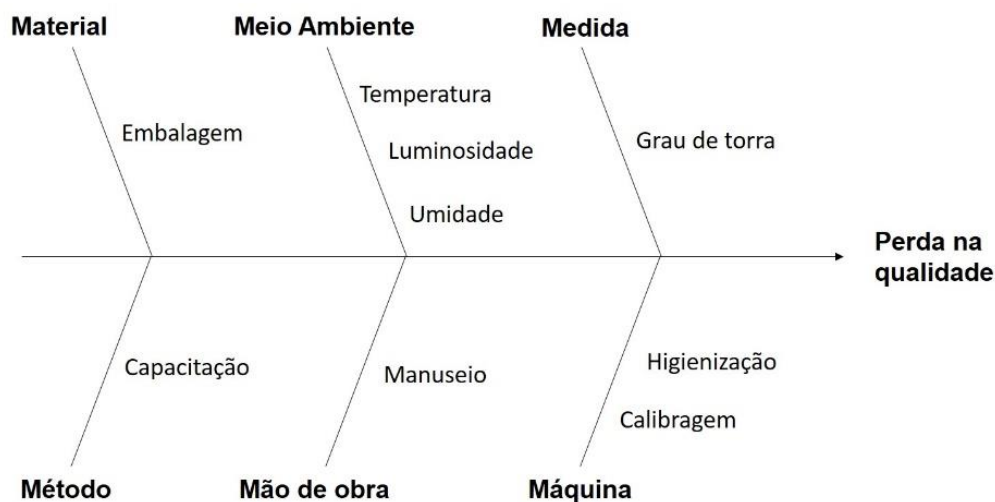 Material
Meio Ambiente
Medida
Temperatura
Embalagem
Luminosidade
Grau de torra
Umidade
Perda na
qualidade
Capacitação
Manuseio
Higienização
Calibragem
Método
Mão de obra
Máquina